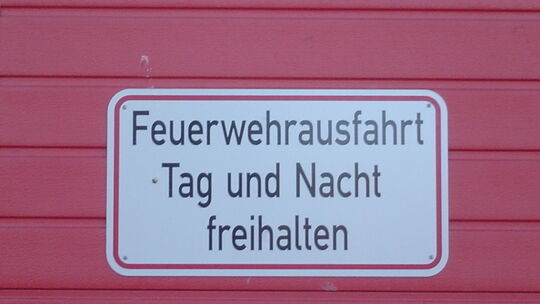 Feuerwehrausfahrt
Tag und Nacht
freihalten